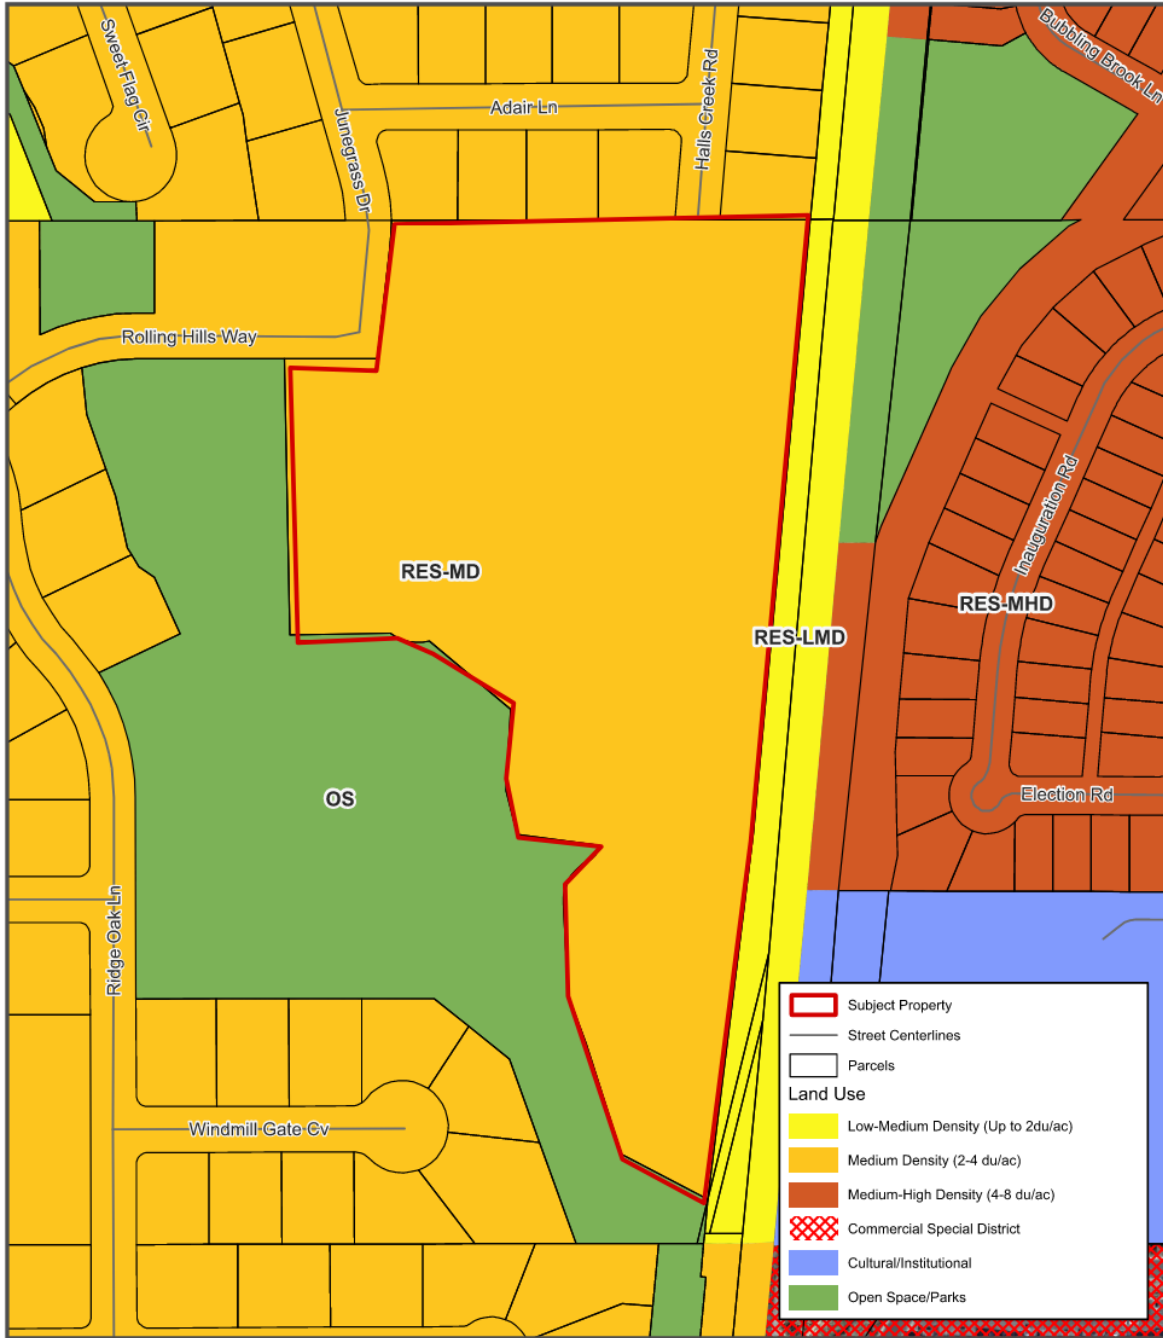 Sweet Flag Cir
Bubbling Brook Ln
Adair Ln
Halls Creek Rd
Junegrass Dr
Rolling Hills Way
Inauguration Rd
RES-MD
RES-MHD
RES-LMD
OS
Election Rd
Ridge Oak Ln
Windmill Gate Cv
Subject Property
Street Centerlines
Parcels
Land Use
Low-Medium Density (Up to 2du/ac)
Medium Density (2-4 du/ac)
Medium-High Density (4-8 du/ac)
Commercial Special District
Cultural/Institutional
Open Space/Parks